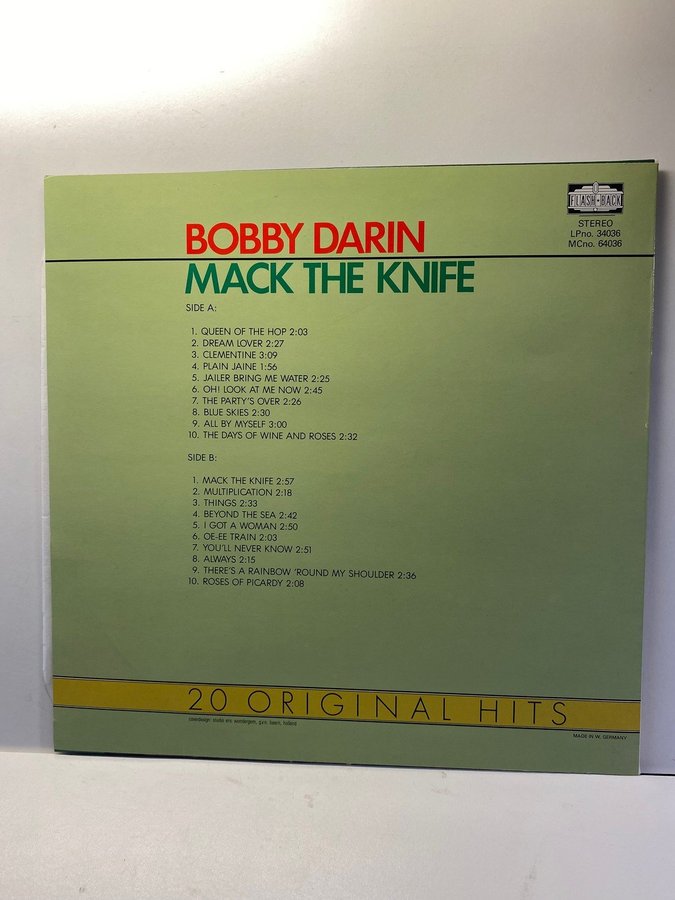 FLASH BACK
STEREO
LPno. 34036
MCno. 64036
BOBBY DARIN
MACK THE KNIFE
SIDE A:
1. QUEEN OF THE HOP 2:03
2. DREAM LOVER 2:27
3. CLEMENTINE 3:09
4. PLAIN JAINE 1:56
5. JAILER BRING ME WATER 2:25
6. OH! LOOK AT ME NOW 2:45
7. THE PARTY'S OVER 2:26
8. BLUE SKIES 2:30
9. ALL BY MYSELF 3:00
10. THE DAYS OF WINE AND ROSES 2:32
SIDE B:
1. MACK THE KNIFE 2:57
2. MULTIPLICATION 2:18
3. THINGS 2:33
4. BEYOND THE SEA 2:42
5. I GOT A WOMAN 2:50
6. OE-EE TRAIN 2:03
7. YOU'LL NEVER KNOW 2:51
8. ALWAYS 2:15
9. THERE'S A RAINBOW 'ROUND MY SHOULDER 2:36
10. ROSES OF PICARDY 2:08
20 ORIGINAL HITS
coverdesign: studio eric wondergem, baarn, holland
MADE IN W. GERMANY